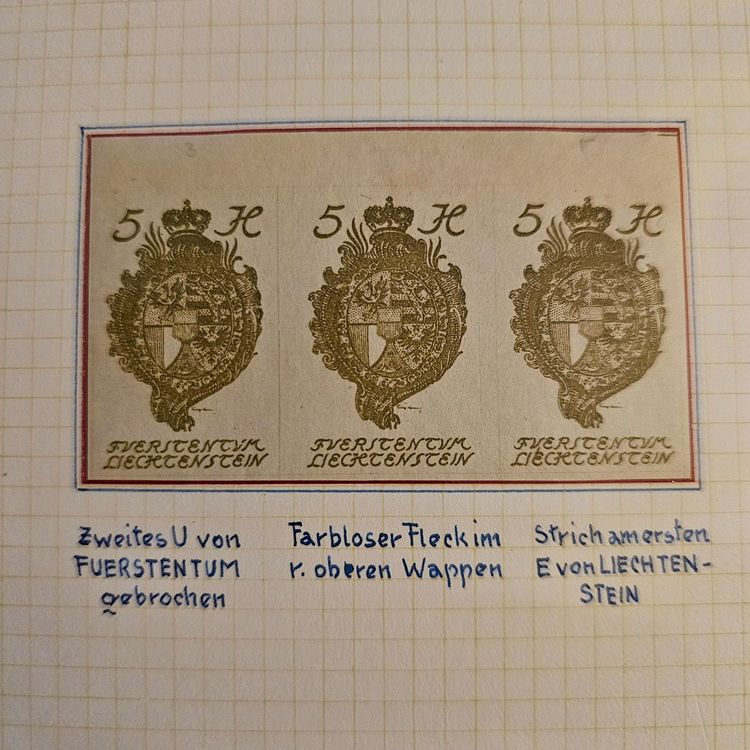 5 H 5 H 5 H
FVERSTENTVM FVERSTENTVM FVERSTENTVM
LIECHTENSTEIN LIECHTENSTEIN LIECHTENSTEIN
Zweites U von
FUERSTENTUM
gebrochen
Farbloser Fleck im
r. oberen Wappen
Strich am ersten
E von LIECHTEN-
STEIN